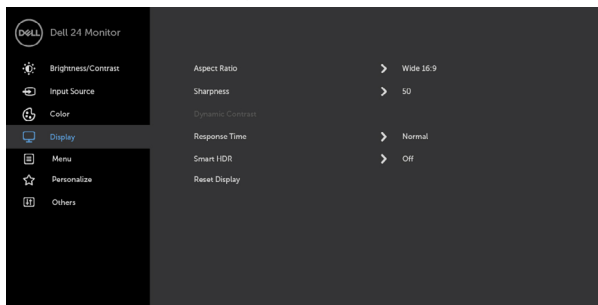 DELL Dell 24 Monitor
Brightness/Contrast Aspect Ratio Wide 16:9
Input Source Sharpness 50
Color Dynamic Contrast
Display Response Time Normal
Menu Smart HDR Off
Personalize Reset Display
Others